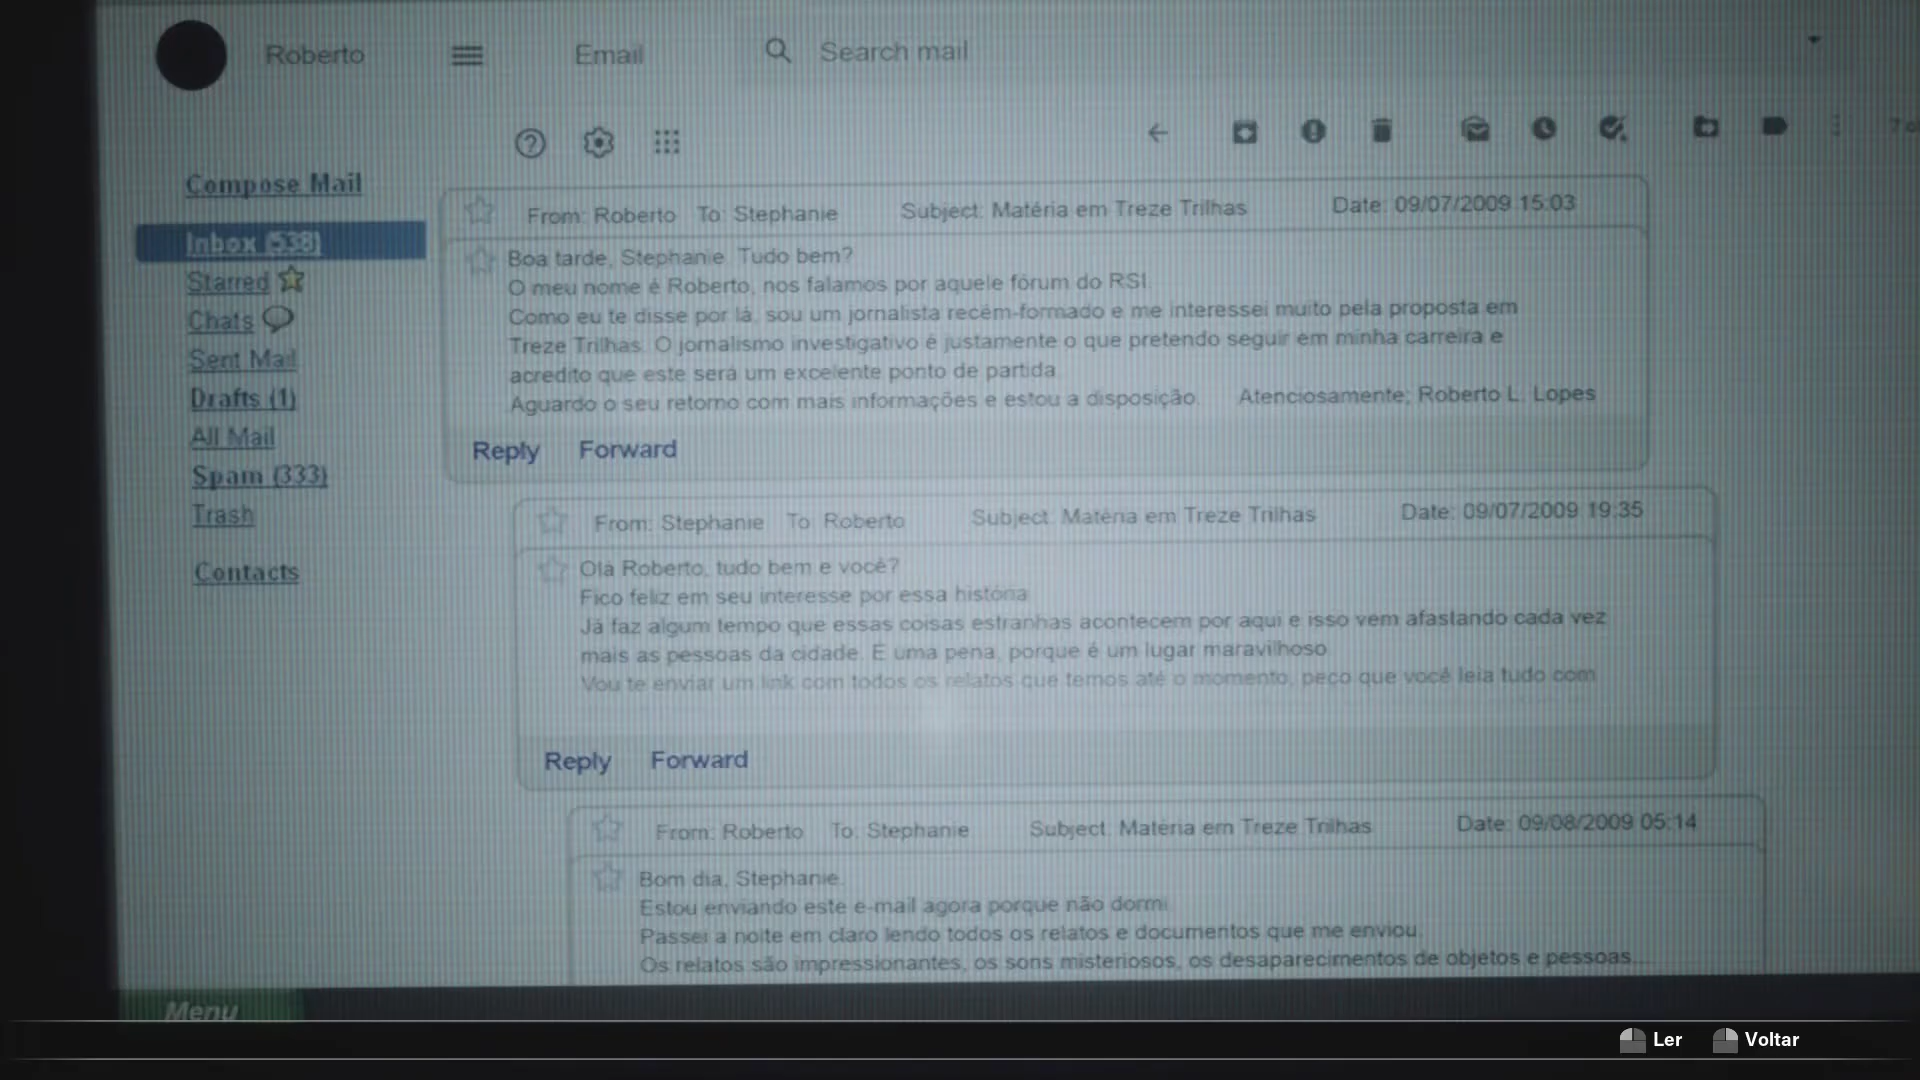 Roberto
Email
Search mail
7 o
Compose Mail
Inbox (538)
Starred
Chats
Sent Mail
Drafts (1)
All Mail
Spam (333)
Trash
Contacts
From: Roberto To: Stephanie Subject: Matéria em Treze Trilhas Date: 09/07/2009 15:03
Boa tarde, Stephanie. Tudo bem?
O meu nome é Roberto, nos falamos por aquele fórum do RSI.
Como eu te disse por lá, sou um jornalista recém-formado e me interessei muito pela proposta em
Treze Trilhas. O jornalismo investigativo é justamente o que pretendo seguir em minha carreira e
acredito que este será um excelente ponto de partida.
Aguardo o seu retorno com mais informações e estou a disposição. Atenciosamente; Roberto L. Lopes
Reply Forward
From: Stephanie To: Roberto Subject: Matéria em Treze Trilhas Date: 09/07/2009 19:35
Olá Roberto, tudo bem e você?
Fico feliz em seu interesse por essa história.
Já faz algum tempo que essas coisas estranhas acontecem por aqui e isso vem afastando cada vez
mais as pessoas da cidade. É uma pena, porque é um lugar maravilhoso.
Vou te enviar um link com todos os relatos que temos até o momento, peço que você leia tudo com
Reply Forward
From: Roberto To: Stephanie Subject: Matéria em Treze Trilhas Date: 09/08/2009 05:14
Bom dia, Stephanie.
Estou enviando este e-mail agora porque não dormi.
Passei a noite em claro lendo todos os relatos e documentos que me enviou.
Os relatos são impressionantes, os sons misteriosos, os desaparecimentos de objetos e pessoas...
Menu
Ler Voltar